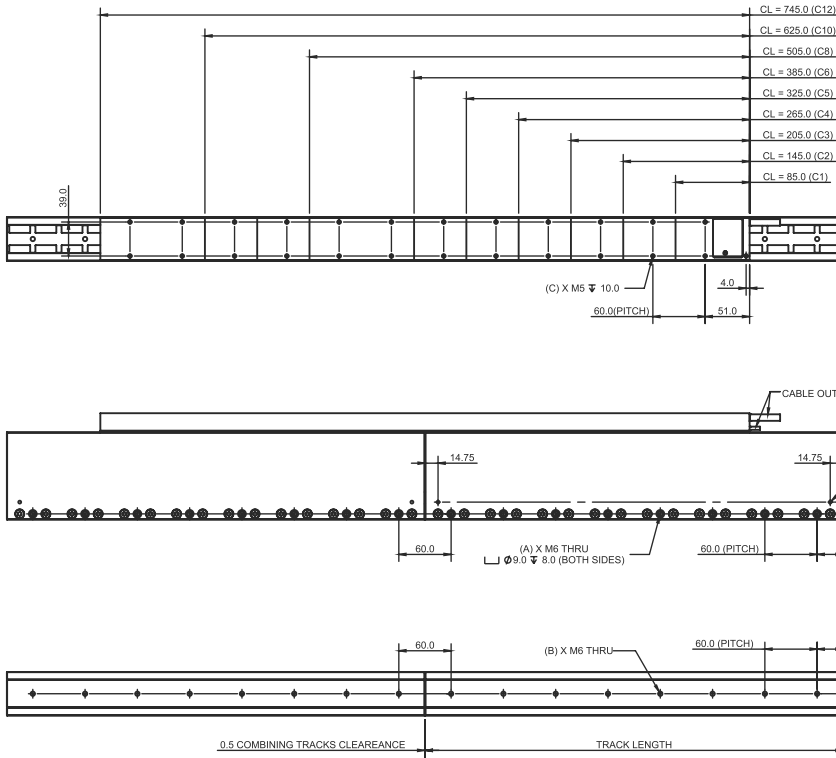 CL = 745.0 (C12)
CL = 625.0 (C10)
CL = 505.0 (C8)
CL = 385.0 (C6)
CL = 325.0 (C5)
CL = 265.0 (C4)
CL = 205.0 (C3)
CL = 145.0 (C2)
CL = 85.0 (C1)
39.0
(C) X M5 ↧ 10.0
4.0
60.0(PITCH)
51.0
CABLE OUT
14.75
14.75
60.0
(A) X M6 THRU
⌴ Ø9.0 ↧ 8.0 (BOTH SIDES)
60.0 (PITCH)
60.0
(B) X M6 THRU
60.0 (PITCH)
0.5 COMBINING TRACKS CLEAREANCE
TRACK LENGTH